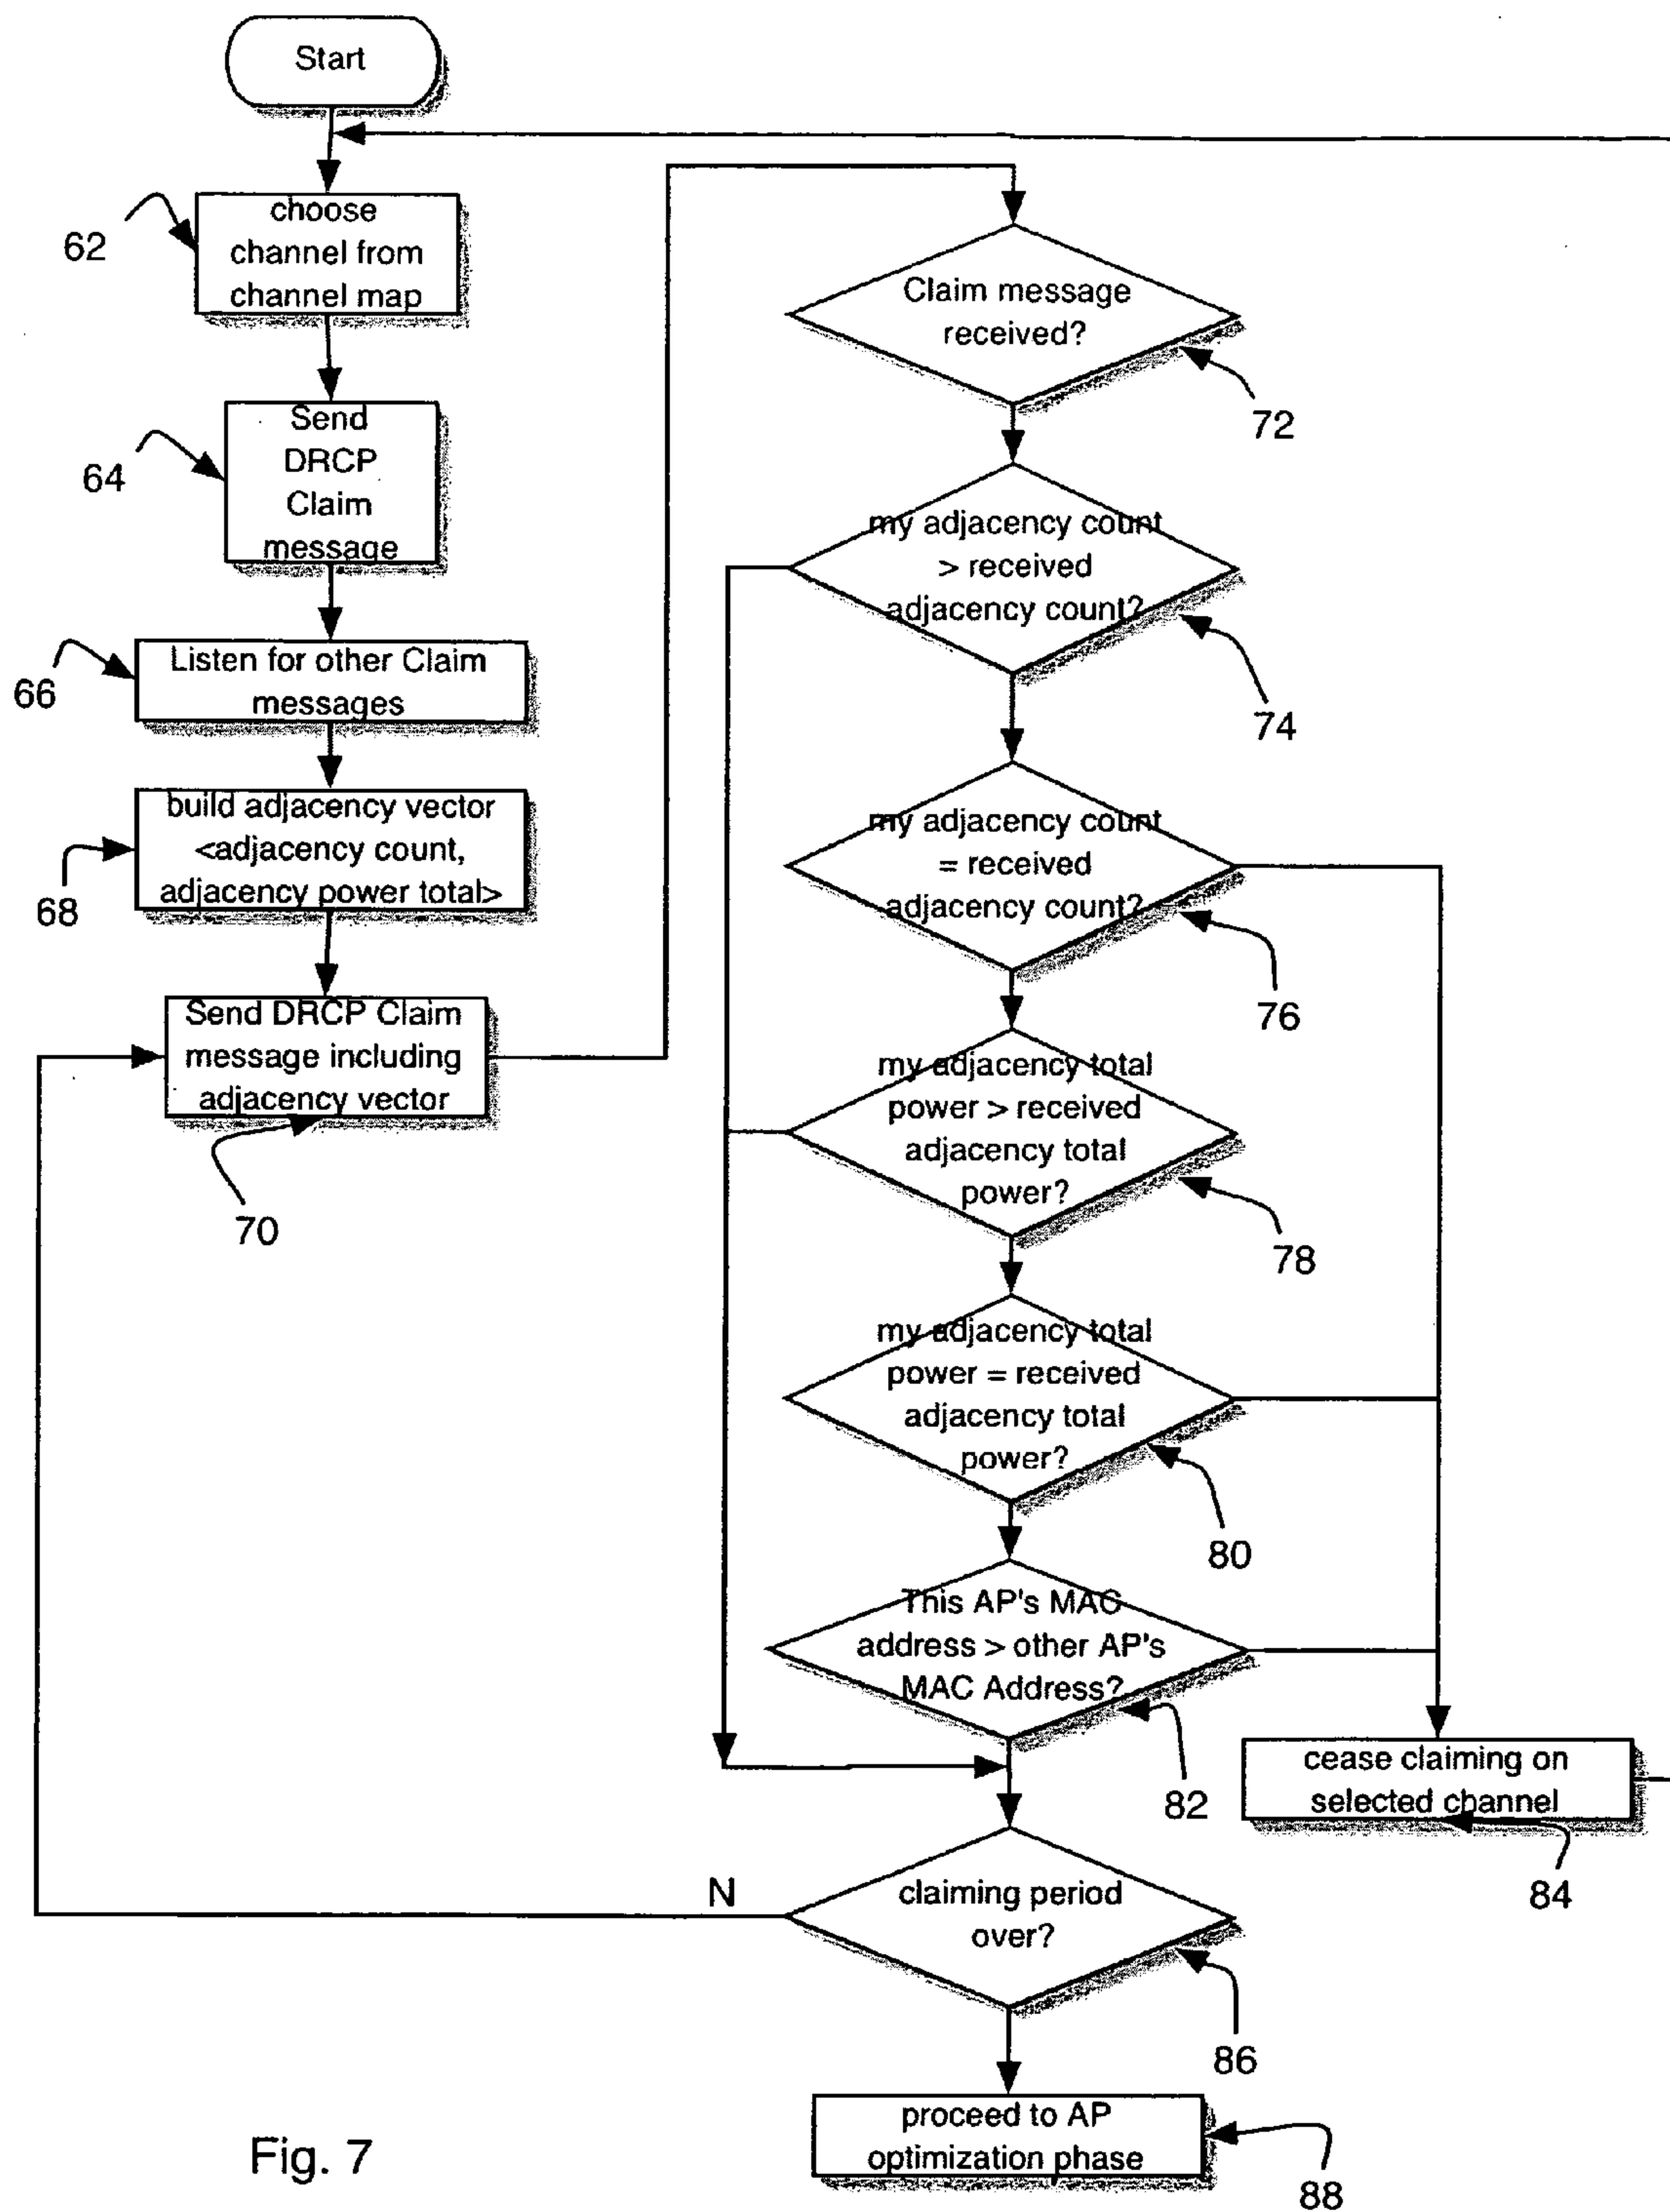 Start
choose
channel from
channel map
62
Send
DRCP
Claim
message
64
Listen for other Claim
messages
66
build adjacency vector
<adjacency count,
adjacency power total>
68
Send DRCP Claim
message including
adjacency vector
70
Claim message
received?
72
my adjacency count
> received
adjacency count?
74
my adjacency count
= received
adjacency count?
76
my adjacency total
power > received
adjacency total
power?
78
my adjacency total
power = received
adjacency total
power?
80
This AP's MAC
address > other AP's
MAC Address?
82
cease claiming on
selected channel
84
N
claiming period
over?
86
proceed to AP
optimization phase
88
Fig. 7